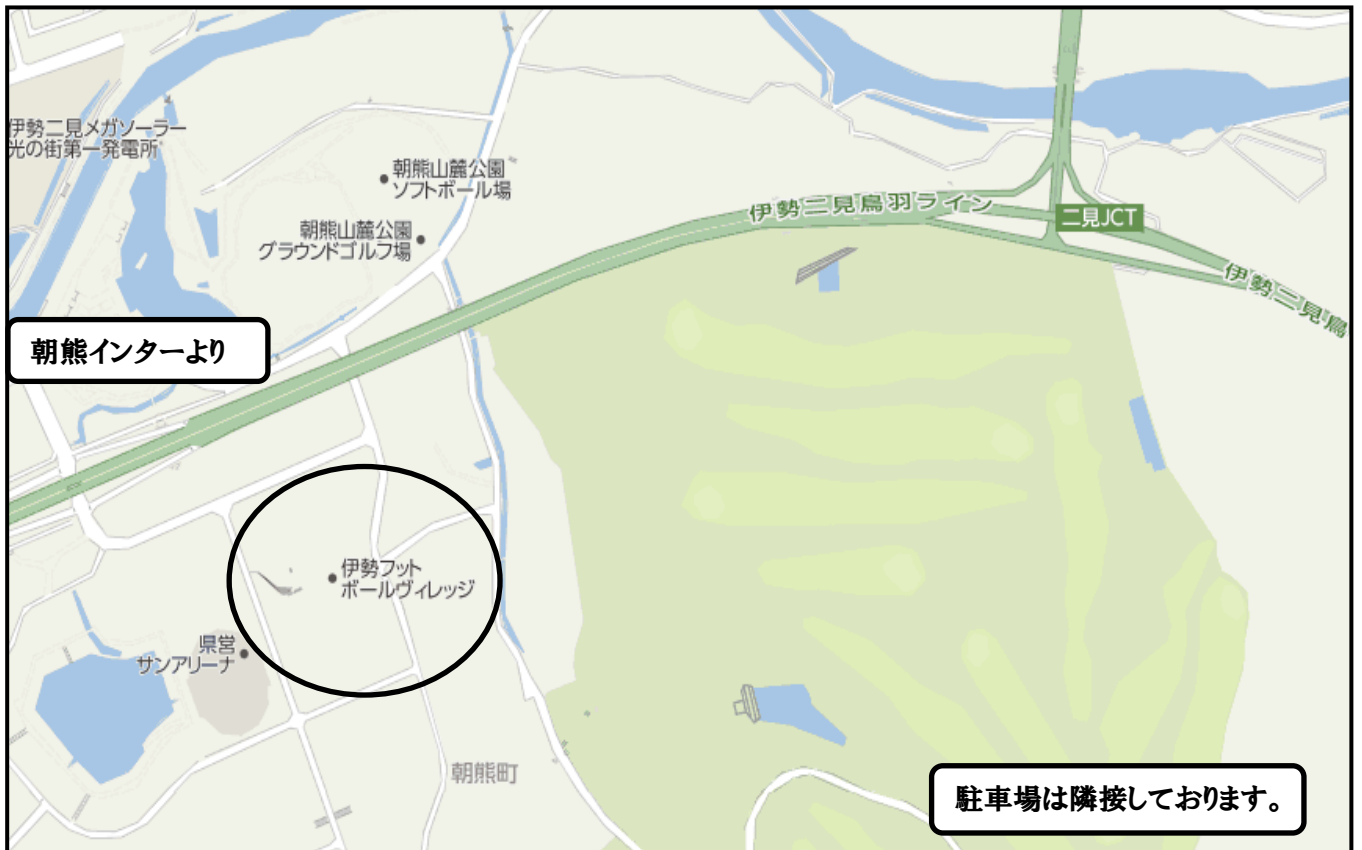 伊勢二見メガソーラー
光の街第一発電所
朝熊山麓公園
ソフトボール場
朝熊山麓公園
グラウンドゴルフ場
伊勢二見鳥羽ライン
二見JCT
伊勢二見鳥
朝熊インターより
伊勢フット
ボールヴィレッジ
県営
サンアリーナ
朝熊町
駐車場は隣接しております。